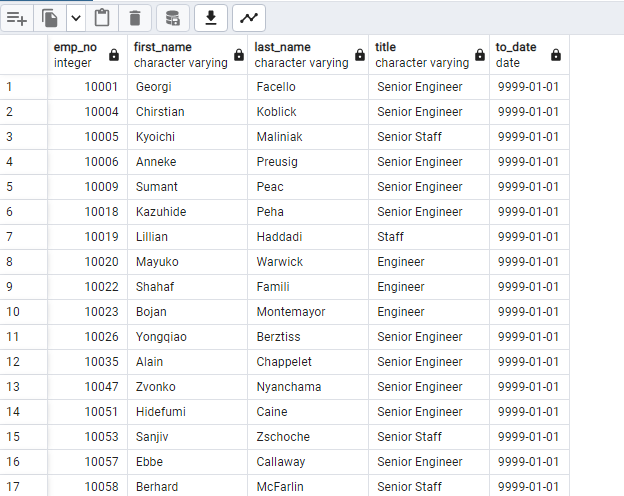 emp_no first_name last_name title to_date
integer character varying character varying character varying date
1 10001 Georgi Facello Senior Engineer 9999-01-01
2 10004 Chirstian Koblick Senior Engineer 9999-01-01
3 10005 Kyoichi Maliniak Senior Staff 9999-01-01
4 10006 Anneke Preusig Senior Engineer 9999-01-01
5 10009 Sumant Peac Senior Engineer 9999-01-01
6 10018 Kazuhide Peha Senior Engineer 9999-01-01
7 10019 Lillian Haddadi Staff 9999-01-01
8 10020 Mayuko Warwick Engineer 9999-01-01
9 10022 Shahaf Famili Engineer 9999-01-01
10 10023 Bojan Montemayor Engineer 9999-01-01
11 10026 Yongqiao Berztiss Senior Engineer 9999-01-01
12 10035 Alain Chappelet Senior Engineer 9999-01-01
13 10047 Zvonko Nyanchama Senior Engineer 9999-01-01
14 10051 Hidefumi Caine Senior Engineer 9999-01-01
15 10053 Sanjiv Zschoche Senior Staff 9999-01-01
16 10057 Ebbe Callaway Senior Engineer 9999-01-01
17 10058 Berhard McFarlin Senior Staff 9999-01-01